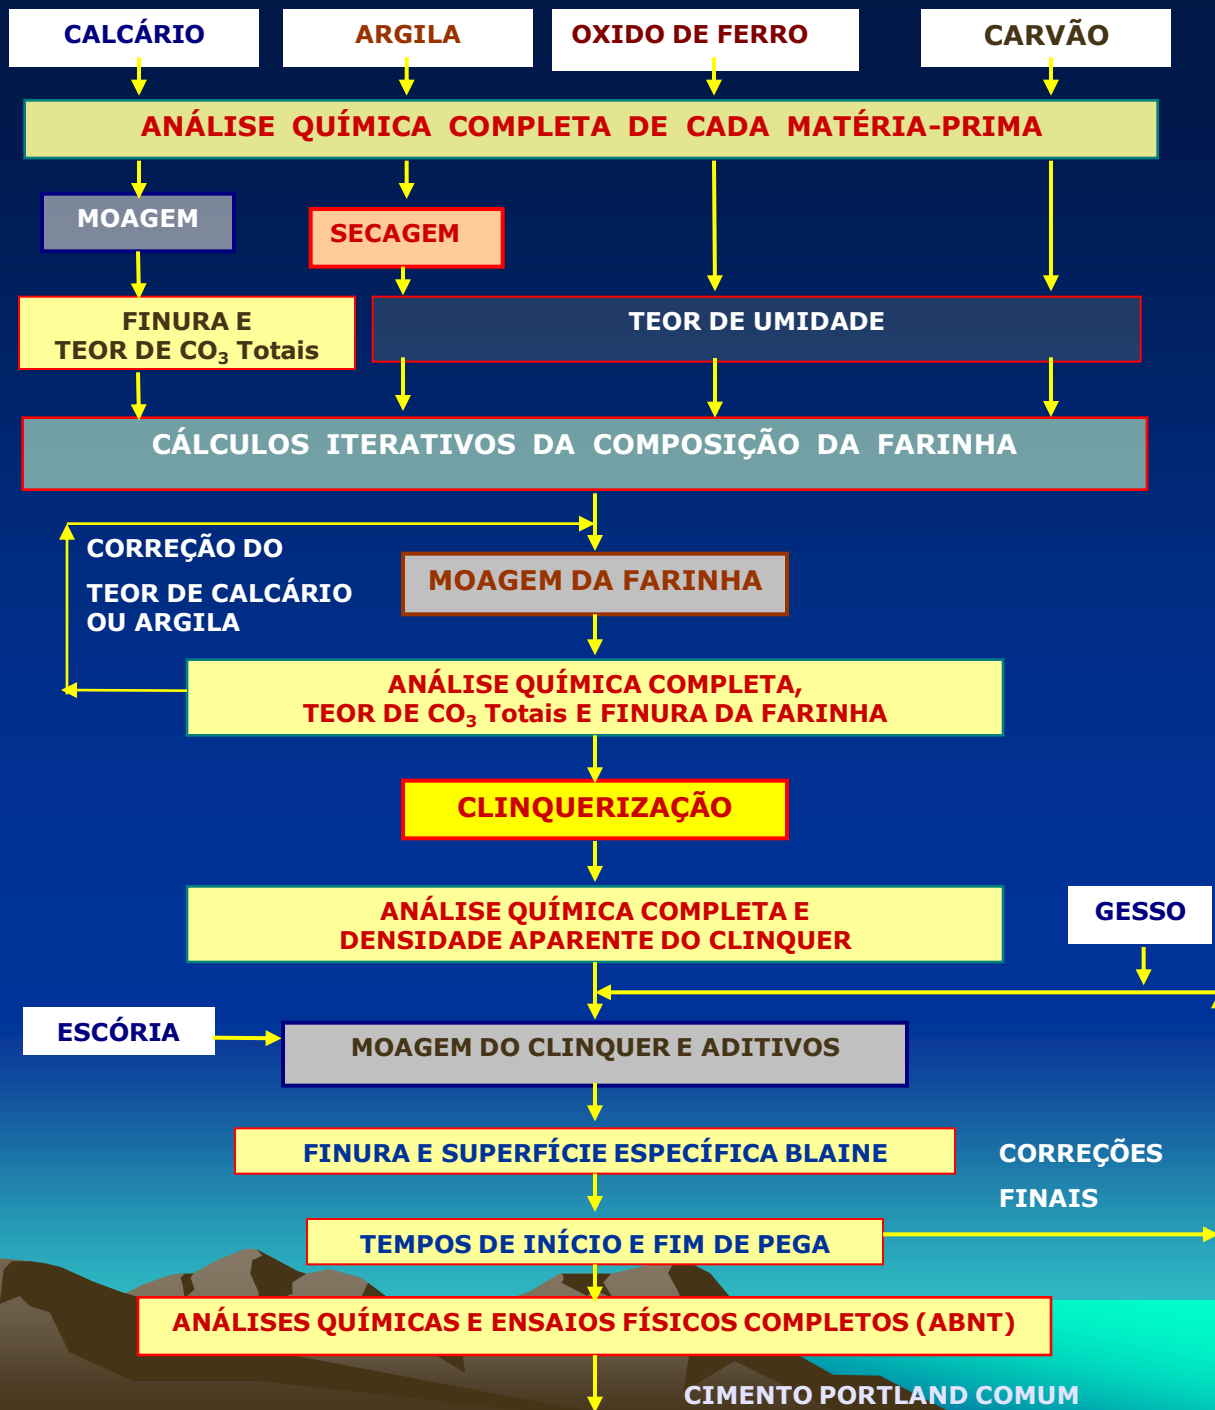 CALCÁRIO
ARGILA
OXIDO DE FERRO
CARVÃO
ANÁLISE QUÍMICA COMPLETA DE CADA MATÉRIA-PRIMA
MOAGEM
SECAGEM
FINURA E
TEOR DE CO₃ Totais
TEOR DE UMIDADE
CÁLCULOS ITERATIVOS DA COMPOSIÇÃO DA FARINHA
CORREÇÃO DO
TEOR DE CALCÁRIO
OU ARGILA
MOAGEM DA FARINHA
ANÁLISE QUÍMICA COMPLETA,
TEOR DE CO₃ Totais E FINURA DA FARINHA
CLINQUERIZAÇÃO
ANÁLISE QUÍMICA COMPLETA E
DENSIDADE APARENTE DO CLINQUER
GESSO
ESCÓRIA
MOAGEM DO CLINQUER E ADITIVOS
FINURA E SUPERFÍCIE ESPECÍFICA BLAINE
CORREÇÕES
FINAIS
TEMPOS DE INÍCIO E FIM DE PEGA
ANÁLISES QUÍMICAS E ENSAIOS FÍSICOS COMPLETOS (ABNT)
CIMENTO PORTLAND COMUM